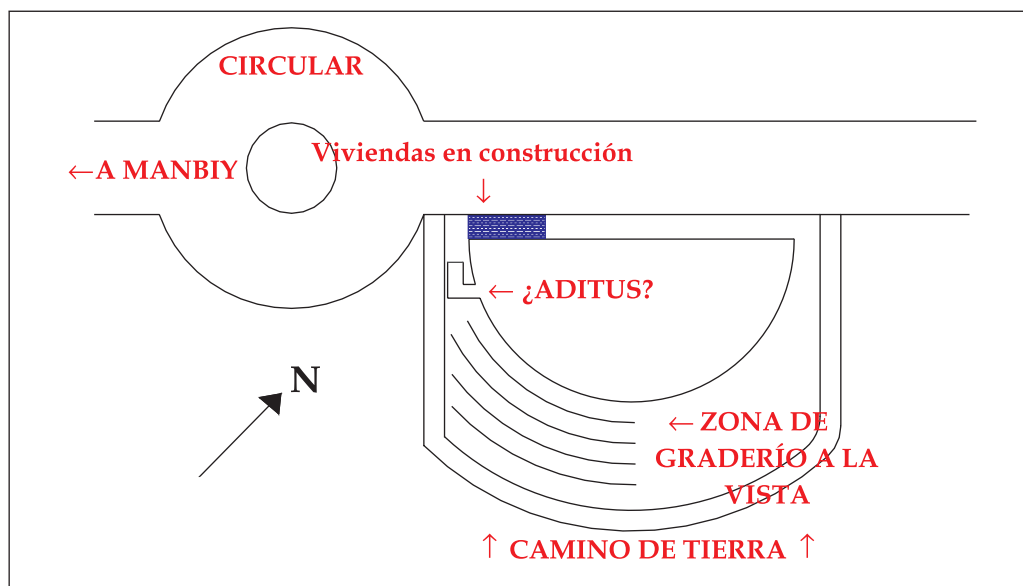 CIRCULAR
Viviendas en construcción
←A MANBIY
↓
← ¿ADITUS?
N
← ZONA DE
GRADERÍO A LA
VISTA
↑ CAMINO DE TIERRA ↑